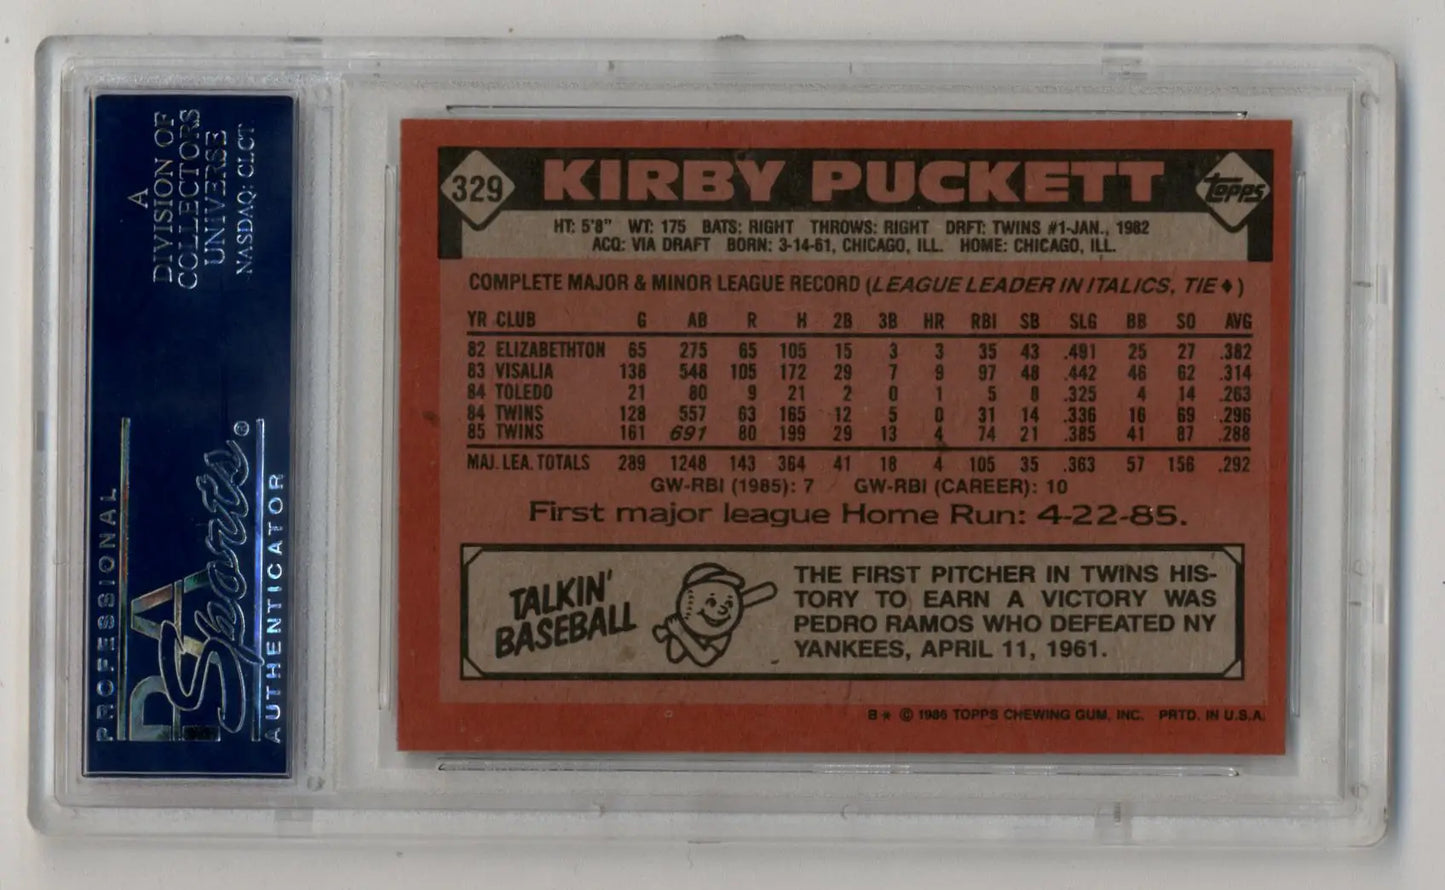 A
DIVISION OF
COLLECTORS
UNIVERSE
NASDAQ: CLCT
PROFESSIONAL
PSA
Sports®
AUTHENTICATOR
329 KIRBY PUCKETT topps
HT: 5'8" WT: 175 BATS: RIGHT THROWS: RIGHT DRFT: TWINS #1-JAN., 1982
ACQ: VIA DRAFT BORN: 3-14-61, CHICAGO, ILL. HOME: CHICAGO, ILL.
COMPLETE MAJOR & MINOR LEAGUE RECORD (LEAGUE LEADER IN ITALICS, TIE ♦)
YR CLUB G AB R H 2B 3B HR RBI SB SLG BB SO AVG
82 ELIZABETHTON 65 275 65 105 15 3 3 35 43 .491 25 27 .382
83 VISALIA 138 548 105 172 29 7 9 97 48 .442 46 62 .314
84 TOLEDO 21 80 9 21 2 0 1 5 8 .325 4 14 .263
84 TWINS 128 557 63 165 12 5 0 31 14 .336 16 69 .296
85 TWINS 161 691 80 199 29 13 4 74 21 .385 41 87 .288
MAJ. LEA. TOTALS 289 1248 143 364 41 18 4 105 35 .363 57 156 .292
GW-RBI (1985): 7 GW-RBI (CAREER): 10
First major league Home Run: 4-22-85.
TALKIN'
BASEBALL
THE FIRST PITCHER IN TWINS HIS-
TORY TO EARN A VICTORY WAS
PEDRO RAMOS WHO DEFEATED NY
YANKEES, APRIL 11, 1961.
B* © 1986 TOPPS CHEWING GUM, INC. PRTD. IN U.S.A.